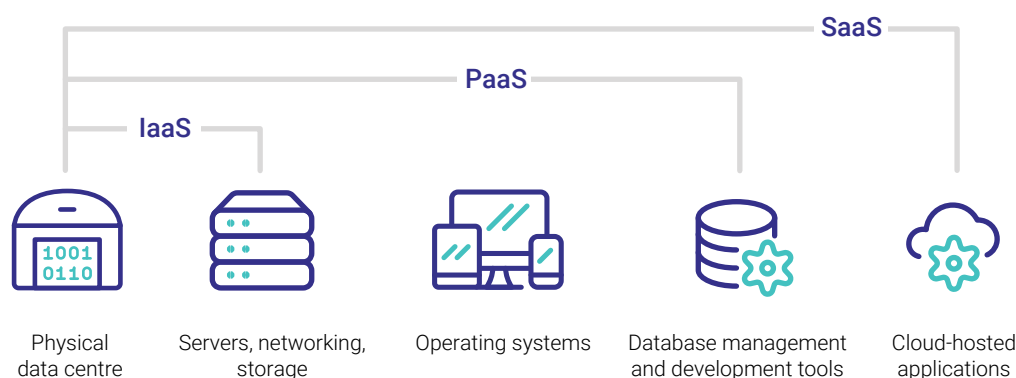 SaaS
PaaS
IaaS
1001
0110
Physical
data centre
Servers, networking,
storage
Operating systems
Database management
and development tools
Cloud-hosted
applications